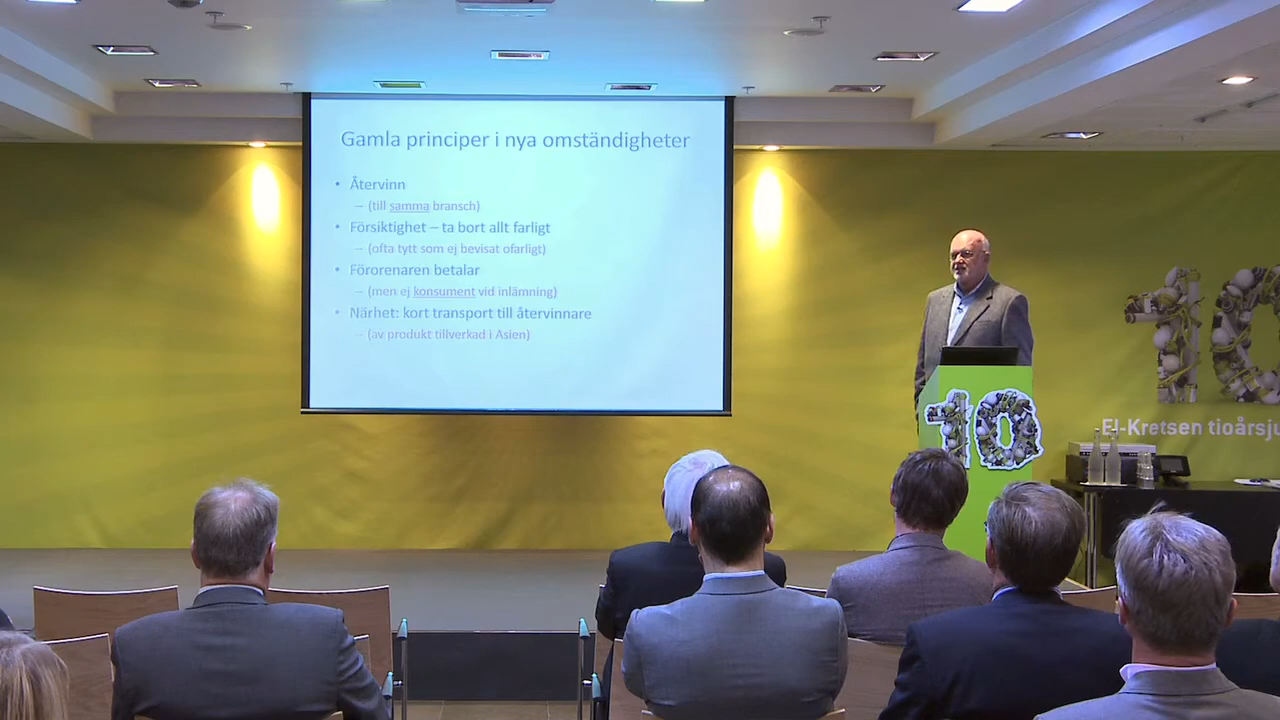 Gamla principer i nya omständigheter
• Återvinn
– (till samma bransch)
• Försiktighet – ta bort allt farligt
– (ofta tytt som ej bevisat ofarligt)
• Förorenaren betalar
– (men ej konsument vid inlämning)
• Närhet: kort transport till återvinnare
– (av produkt tillverkad i Asien)
10
10
El-Kretsen tioårsju